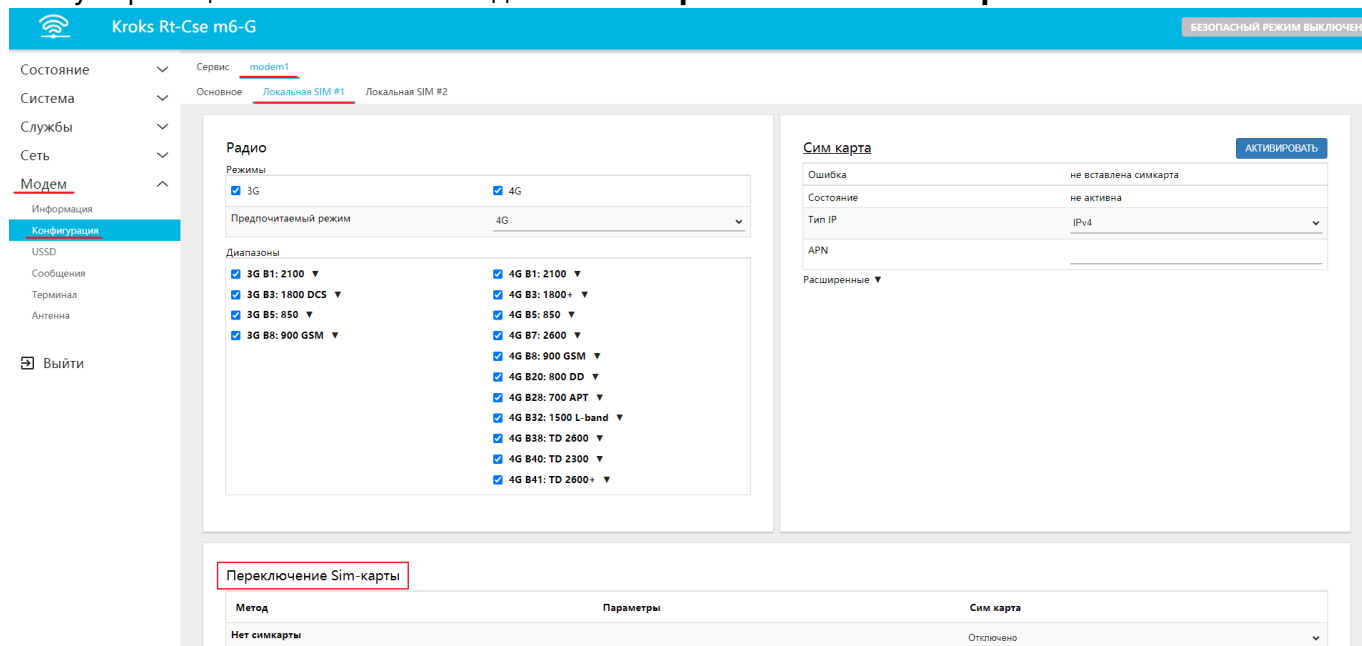 Kroks Rt-Cse m6-G
БЕЗОПАСНЫЙ РЕЖИМ ВЫКЛЮЧЕН
Состояние
Система
Службы
Сеть
Модем
Информация
Конфигурация
USSD
Сообщения
Терминал
Антенна
Выйти
Сервис modem1
Основное Локальная SIM #1 Локальная SIM #2
Радио
Режимы
3G 4G
Предпочитаемый режим 4G
Диапазоны
3G B1: 2100 ▼ 4G B1: 2100 ▼
3G B3: 1800 DCS ▼ 4G B3: 1800+ ▼
3G B5: 850 ▼ 4G B5: 850 ▼
3G B8: 900 GSM ▼ 4G B7: 2600 ▼
4G B8: 900 GSM ▼
4G B20: 800 DD ▼
4G B28: 700 APT ▼
4G B32: 1500 L-band ▼
4G B38: TD 2600 ▼
4G B40: TD 2300 ▼
4G B41: TD 2600+ ▼
Сим карта АКТИВИРОВАТЬ
Ошибка не вставлена симкарта
Состояние не активна
Тип IP IPv4
APN
Расширенные ▼
Переключение Sim-карты
Метод Параметры Сим карта
Нет симкарты Отключено